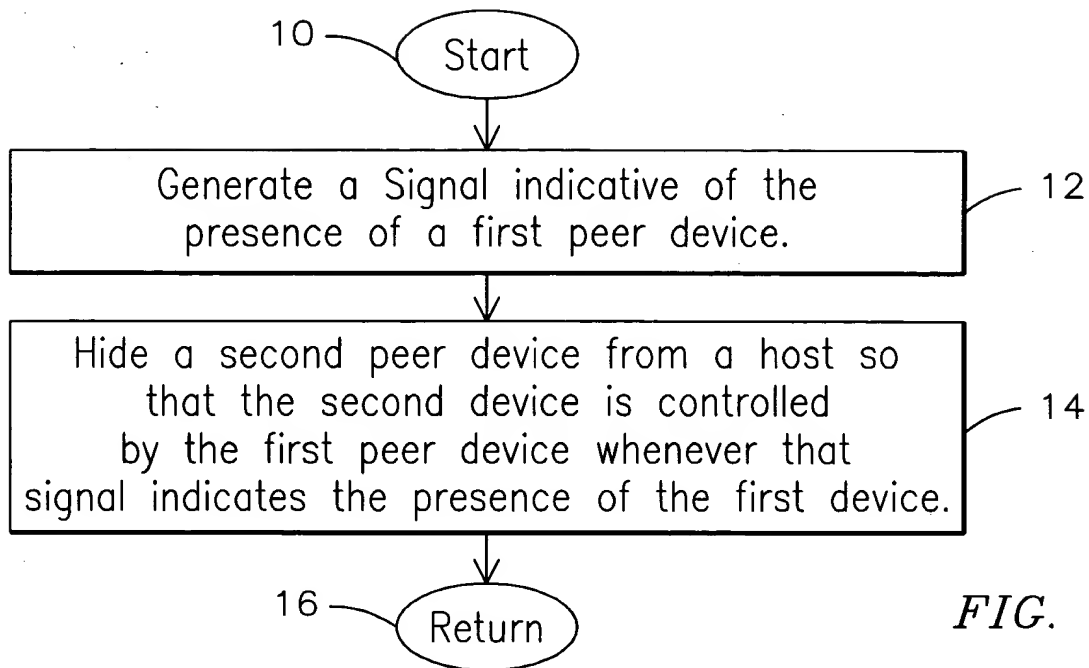 10
Start
Generate a Signal indicative of the
presence of a first peer device.
12
Hide a second peer device from a host so
that the second device is controlled
by the first peer device whenever that
signal indicates the presence of the first device.
14
16
Return
FIG.